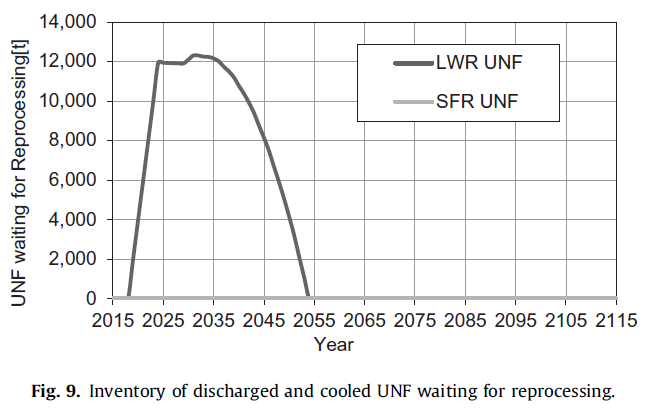 14,000
12,000
10,000
8,000
6,000
4,000
2,000
0
UNF waiting for Reprocessing[t]
LWR UNF
SFR UNF
2015 2025 2035 2045 2055 2065 2075 2085 2095 2105 2115
Year
Fig. 9. Inventory of discharged and cooled UNF waiting for reprocessing.